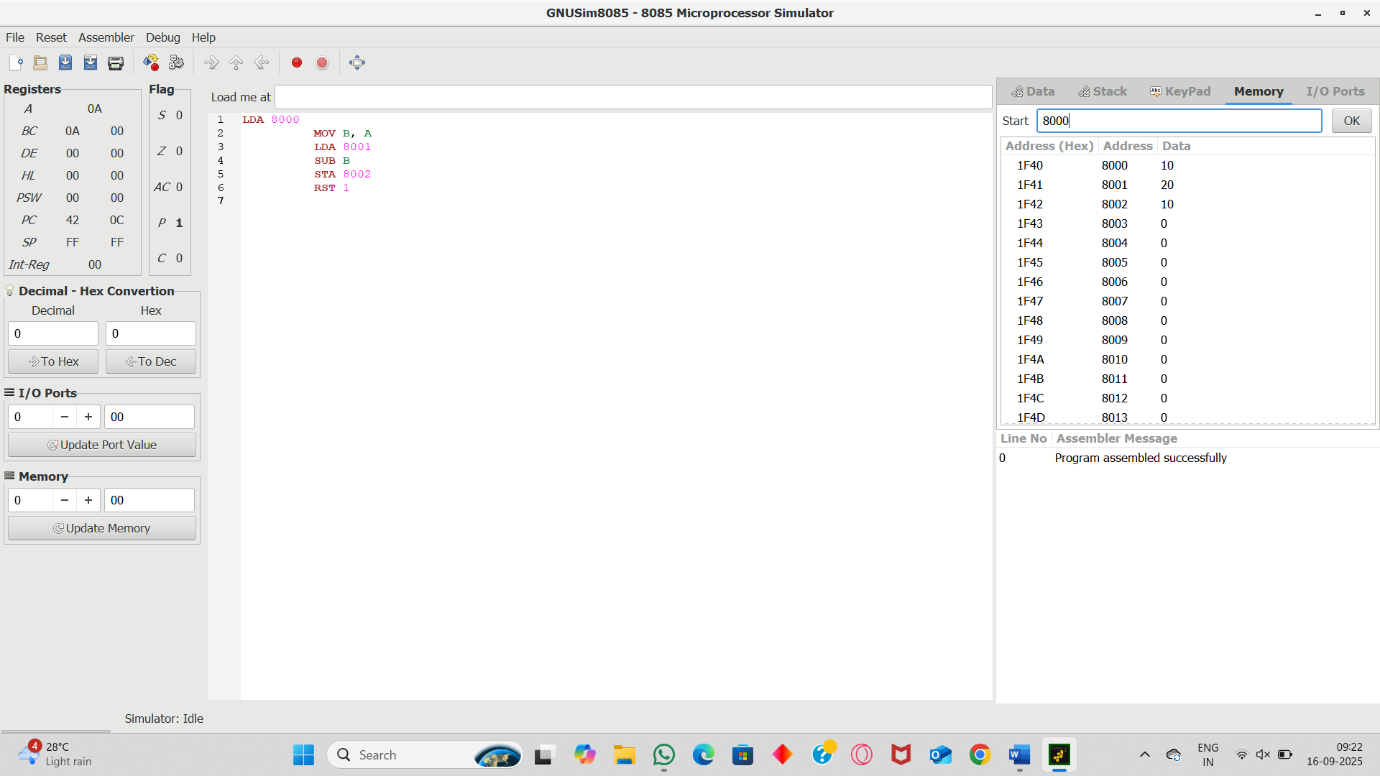 GNUSim8085 - 8085 Microprocessor Simulator
File Reset Assembler Debug Help
Registers
A 0A
BC 0A 00
DE 00 00
HL 00 00
PSW 00 00
PC 42 0C
SP FF FF
Int-Reg 00
Flag
S 0
Z 0
AC 0
P 1
C 0
Decimal - Hex Convertion
Decimal Hex
0 0
To Hex To Dec
I/O Ports
0 - + 00
Update Port Value
Memory
0 - + 00
Update Memory
Load me at
1 LDA 8000
2 MOV B, A
3 LDA 8001
4 SUB B
5 STA 8002
6 RST 1
7
Data Stack Abc KeyPad Memory I/O Ports
Start 8000 OK
Address (Hex) Address Data
1F40 8000 10
1F41 8001 20
1F42 8002 10
1F43 8003 0
1F44 8004 0
1F45 8005 0
1F46 8006 0
1F47 8007 0
1F48 8008 0
1F49 8009 0
1F4A 8010 0
1F4B 8011 0
1F4C 8012 0
1F4D 8013 0
Line No Assembler Message
0 Program assembled successfully
Simulator: Idle
4 28°C
Light rain
Search
ENG
IN
09:22
16-09-2025